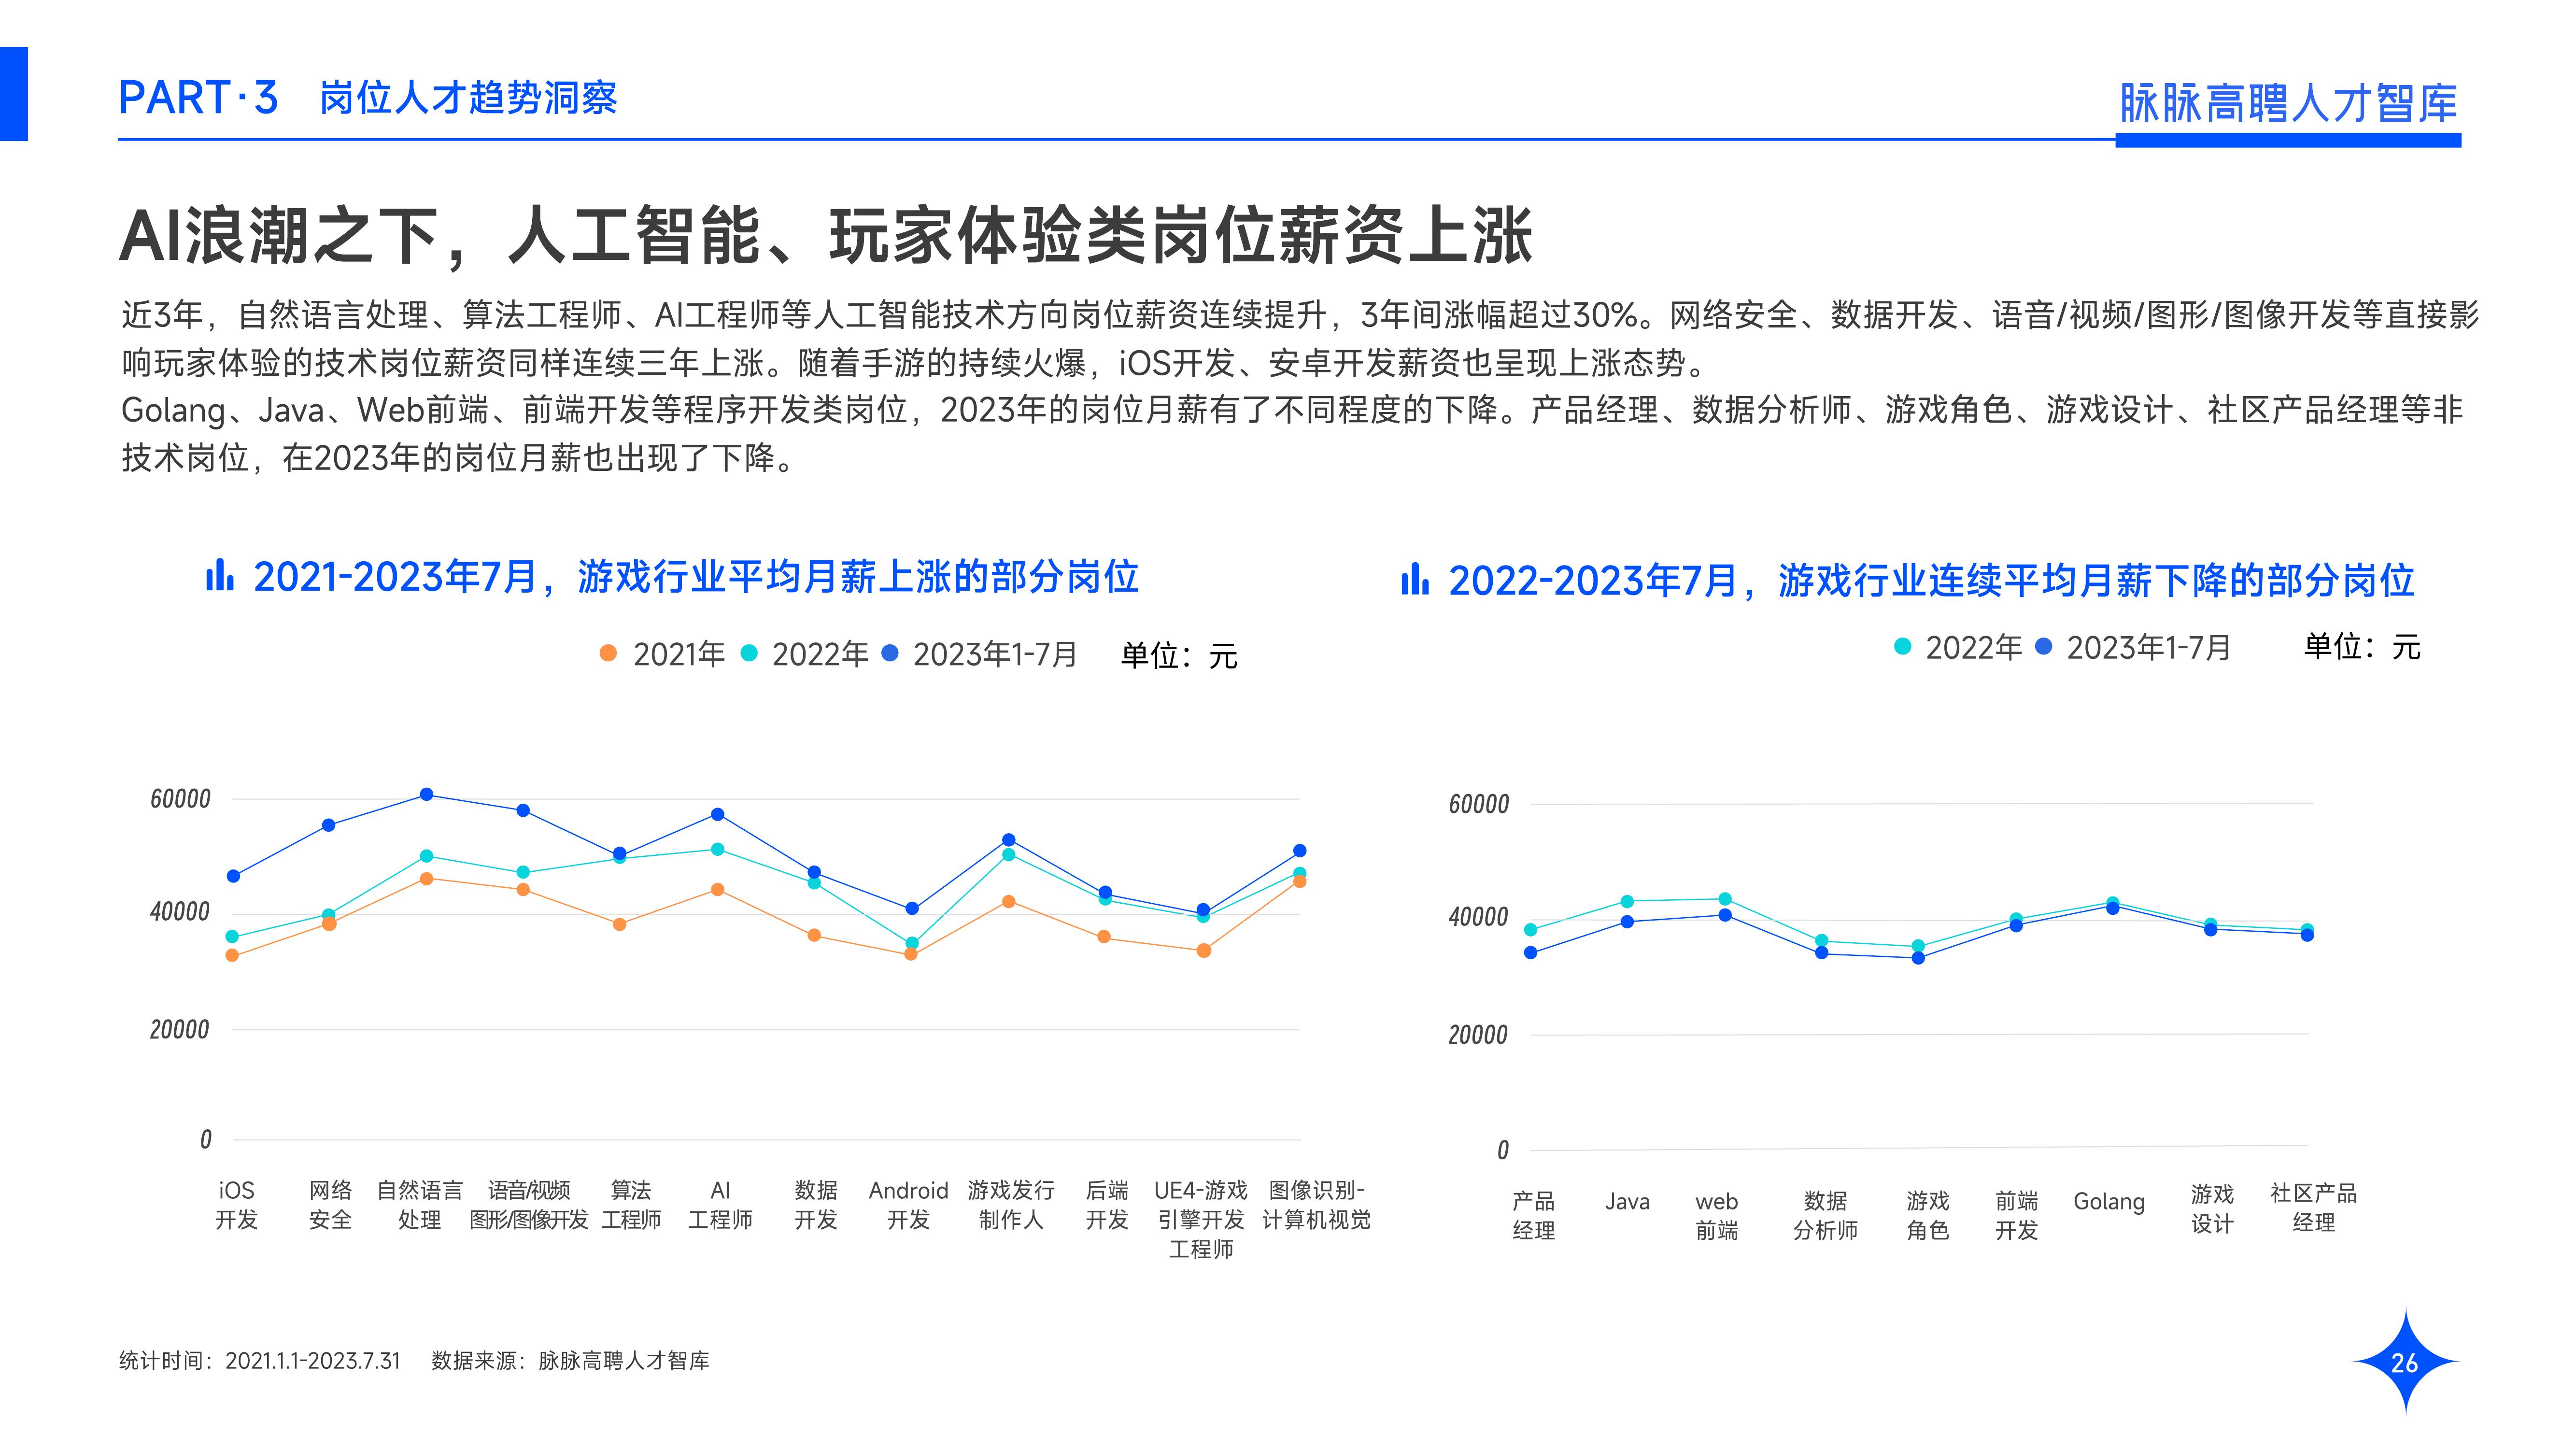 PART·3 岗位人才趋势洞察
脉脉高聘人才智库
AI浪潮之下，人工智能、玩家体验类岗位薪资上涨
近3年，自然语言处理、算法工程师、AI工程师等人工智能技术方向岗位薪资连续提升，3年间涨幅超过30%。网络安全、数据开发、语音/视频/图形/图像开发等直接影
响玩家体验的技术岗位薪资同样连续三年上涨。随着手游的持续火爆，iOS开发、安卓开发薪资也呈现上涨态势。
Golang、Java、Web前端、前端开发等程序开发类岗位，2023年的岗位月薪有了不同程度的下降。产品经理、数据分析师、游戏角色、游戏设计、社区产品经理等非
技术岗位，在2023年的岗位月薪也出现了下降。
2021-2023年7月，游戏行业平均月薪上涨的部分岗位
2021年 2022年 2023年1-7月 单位：元
60000
40000
20000
0
iOS
开发
网络
安全
自然语言
处理
语音/视频
图形/图像开发
算法
工程师
AI
工程师
数据
开发
Android
开发
游戏发行
制作人
后端
开发
UE4-游戏
引擎开发
工程师
图像识别-
计算机视觉
2022-2023年7月，游戏行业连续平均月薪下降的部分岗位
2022年 2023年1-7月 单位：元
60000
40000
20000
0
产品
经理
Java
web
前端
数据
分析师
游戏
角色
前端
开发
Golang
游戏
设计
社区产品
经理
统计时间：2021.1.1-2023.7.31 数据来源：脉脉高聘人才智库
26